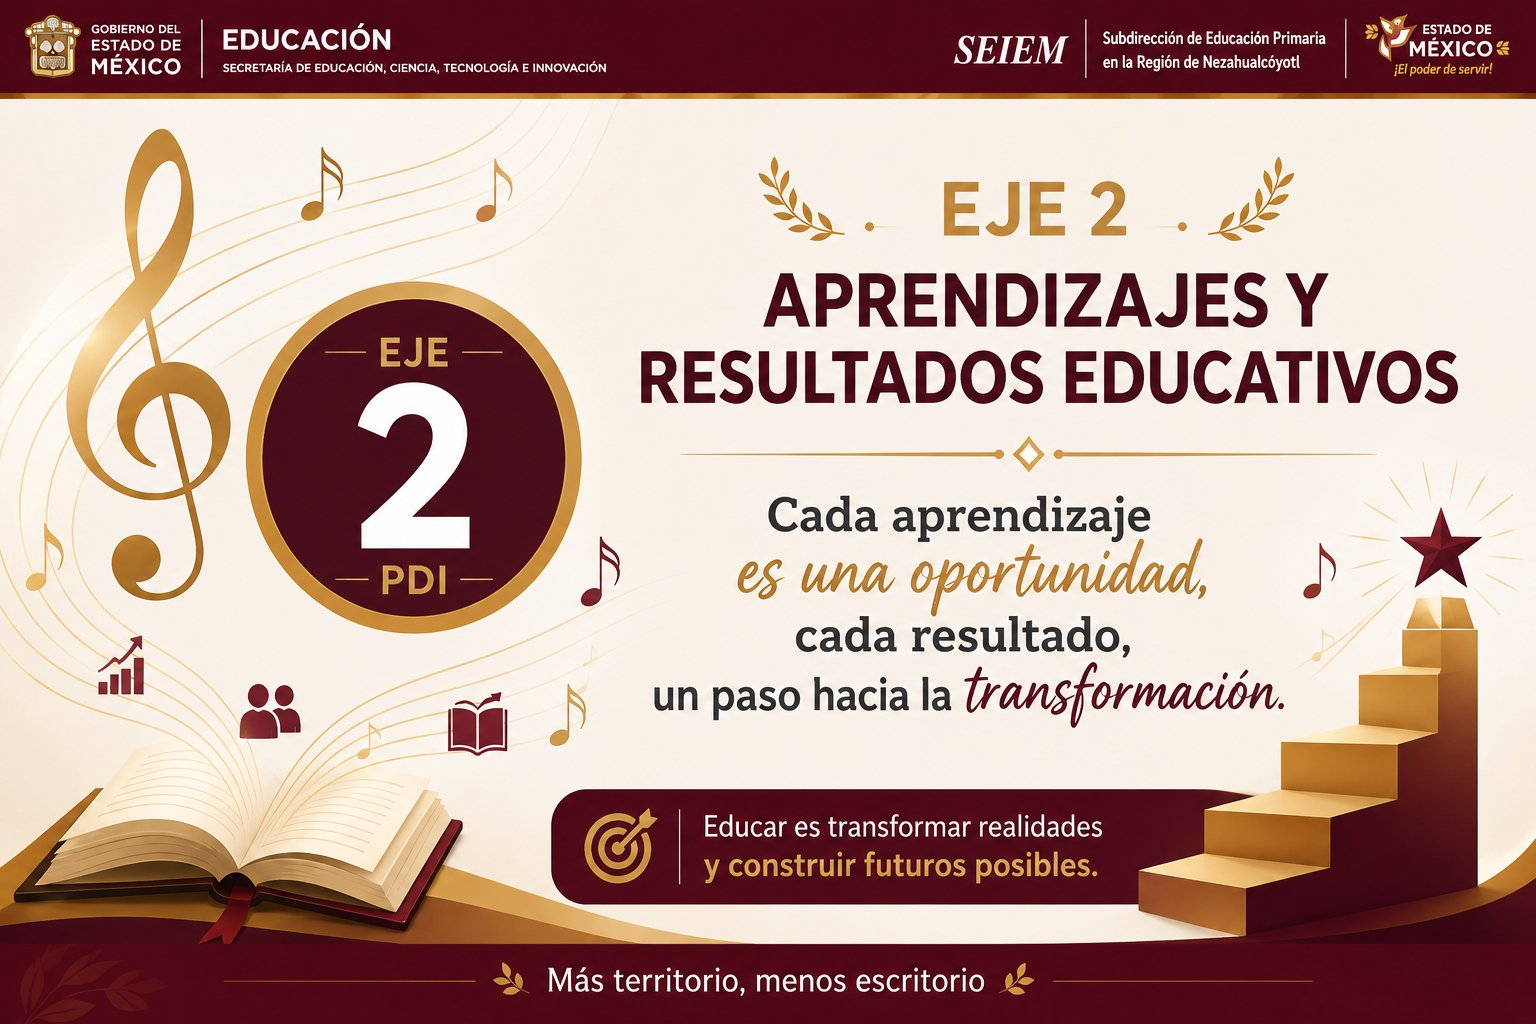 GOBIERNO DEL
ESTADO DE
MÉXICO
EDUCACIÓN
SECRETARÍA DE EDUCACIÓN, CIENCIA, TECNOLOGÍA E INNOVACIÓN
SEIEM
Subdirección de Educación Primaria
en la Región de Nezahualcóyotl
ESTADO DE
MÉXICO
¡El poder de servir!
EJE
2
PDI
EJE 2
APRENDIZAJES Y
RESULTADOS EDUCATIVOS
Cada aprendizaje
es una oportunidad,
cada resultado,
un paso hacia la transformación.
Educar es transformar realidades
y construir futuros posibles.
Más territorio, menos escritorio